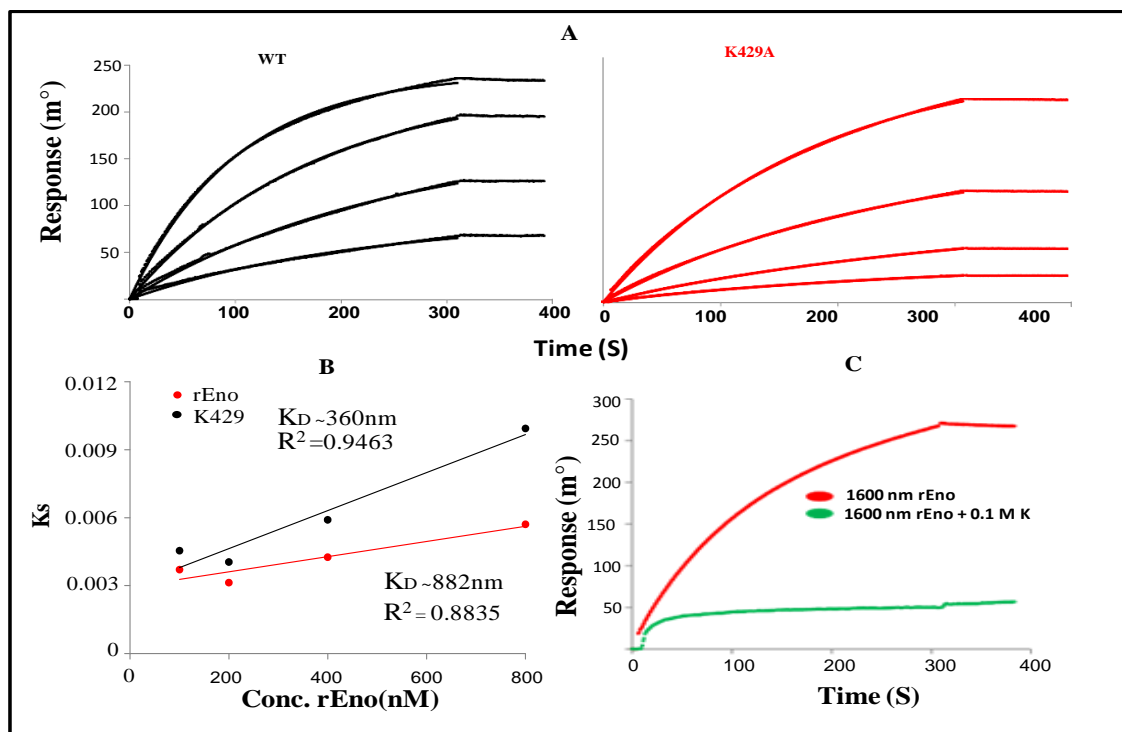 A
WT
K429A
Response (m°)
250
200
150
100
50
0
100
200
300
400
0
100
200
300
400
Time (S)
B
Ks
0.012
0.009
0.006
0.003
0
rEno
K429
KD ~360nm
R² =0.9463
KD ~882nm
R² = 0.8835
0
200
400
600
800
Conc. rEno(nM)
C
Response (m°)
300
250
200
150
100
50
1600 nm rEno
1600 nm rEno + 0.1 M K
0
100
200
300
400
Time (S)